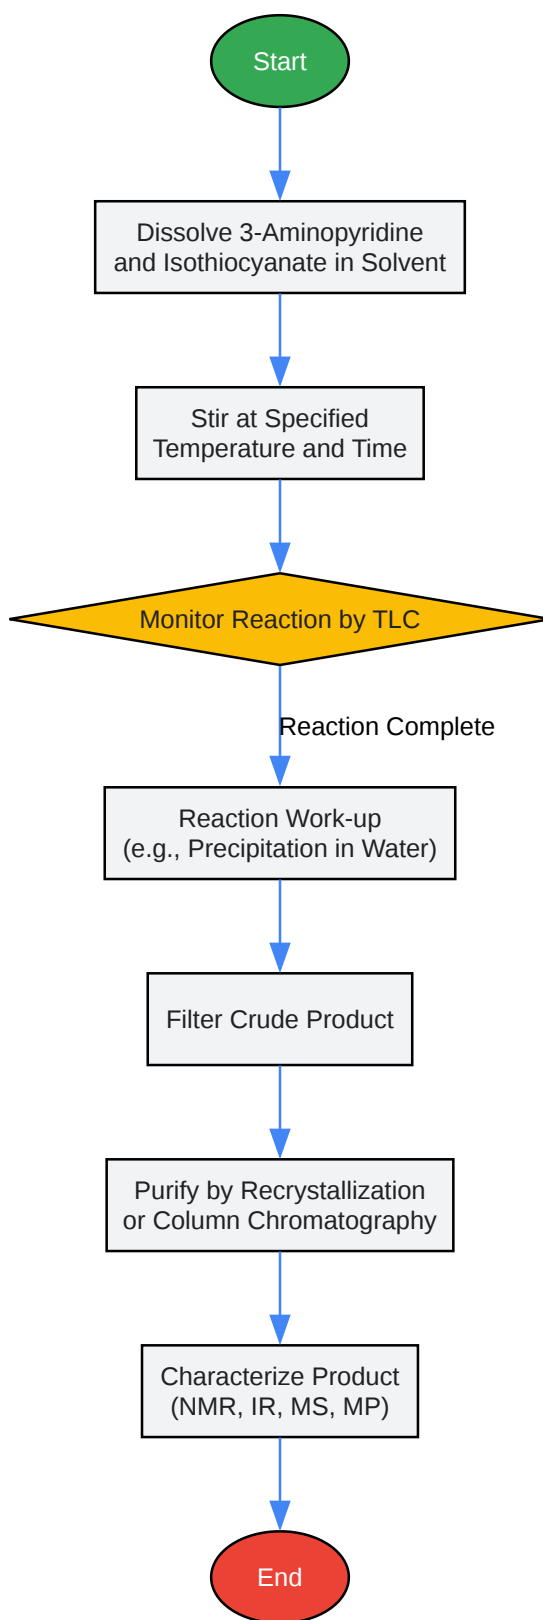 Start
Dissolve 3-Aminopyridine
and Isothiocyanate in Solvent
Stir at Specified
Temperature and Time
Monitor Reaction by TLC
Reaction Complete
Reaction Work-up
(e.g., Precipitation in Water)
Filter Crude Product
Purify by Recrystallization
or Column Chromatography
Characterize Product
(NMR, IR, MS, MP)
End